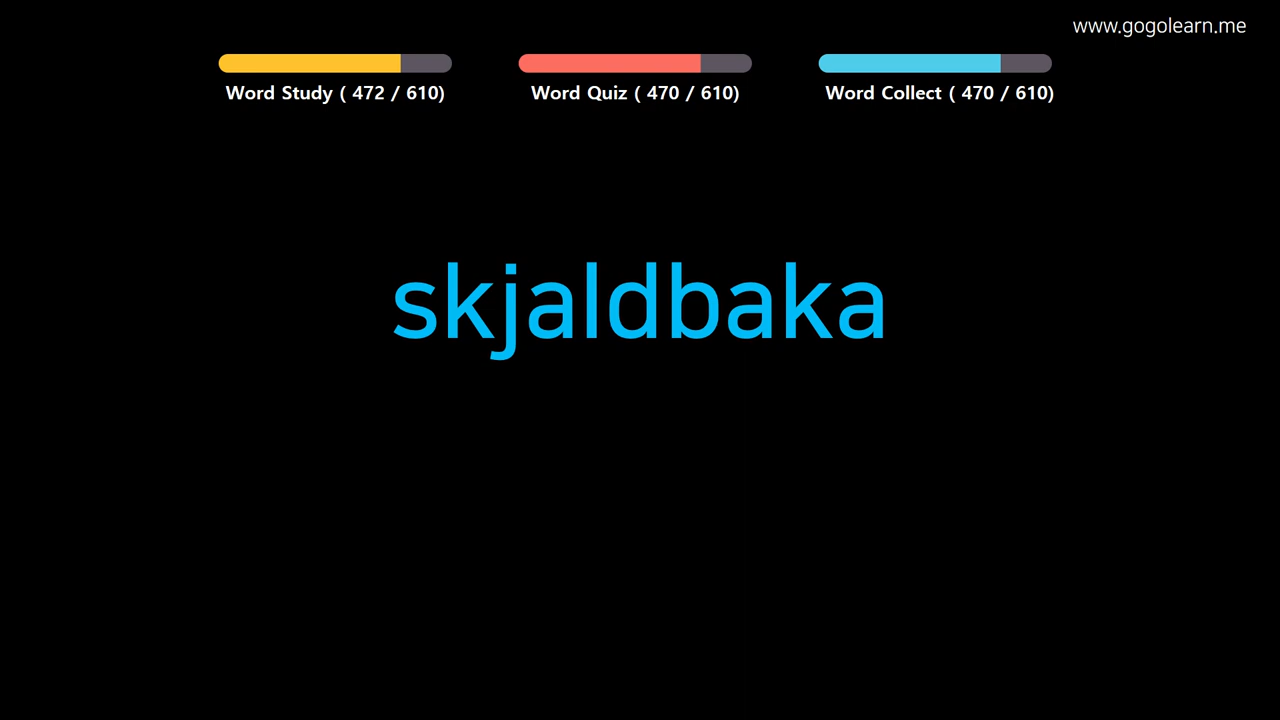 www.gogolearn.me
Word Study ( 472 / 610)
Word Quiz ( 470 / 610)
Word Collect ( 470 / 610)
skjaldbaka